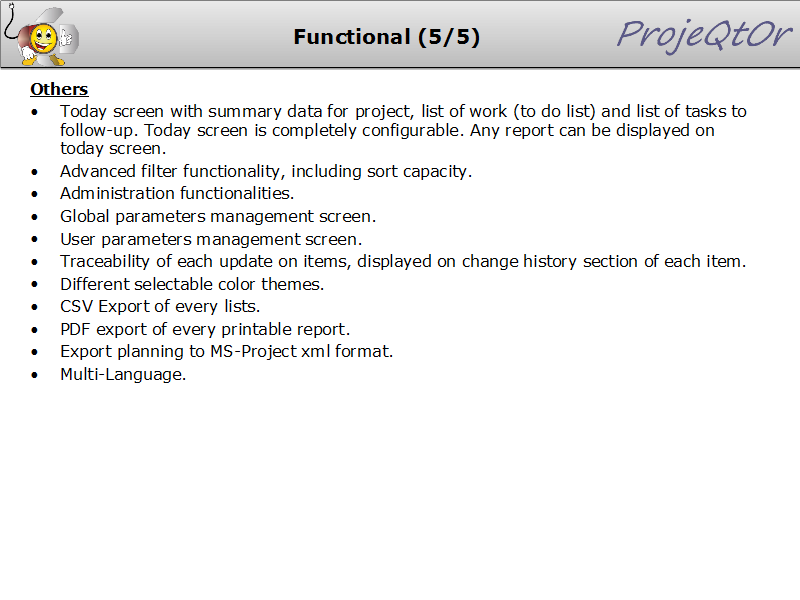 Functional (5/5)
ProjeQtOr
Others
• Today screen with summary data for project, list of work (to do list) and list of tasks to
follow-up. Today screen is completely configurable. Any report can be displayed on
today screen.
• Advanced filter functionality, including sort capacity.
• Administration functionalities.
• Global parameters management screen.
• User parameters management screen.
• Traceability of each update on items, displayed on change history section of each item.
• Different selectable color themes.
• CSV Export of every lists.
• PDF export of every printable report.
• Export planning to MS-Project xml format.
• Multi-Language.